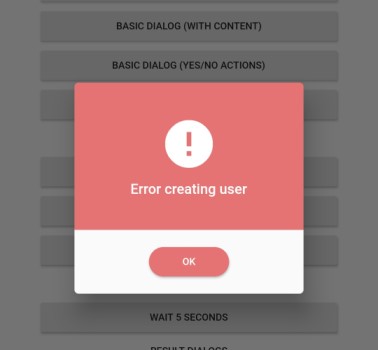 BASIC DIALOG (WITH CONTENT)
BASIC DIALOG (YES/NO ACTIONS)
Error creating user
OK
WAIT 5 SECONDS
RESULT DIALOGS